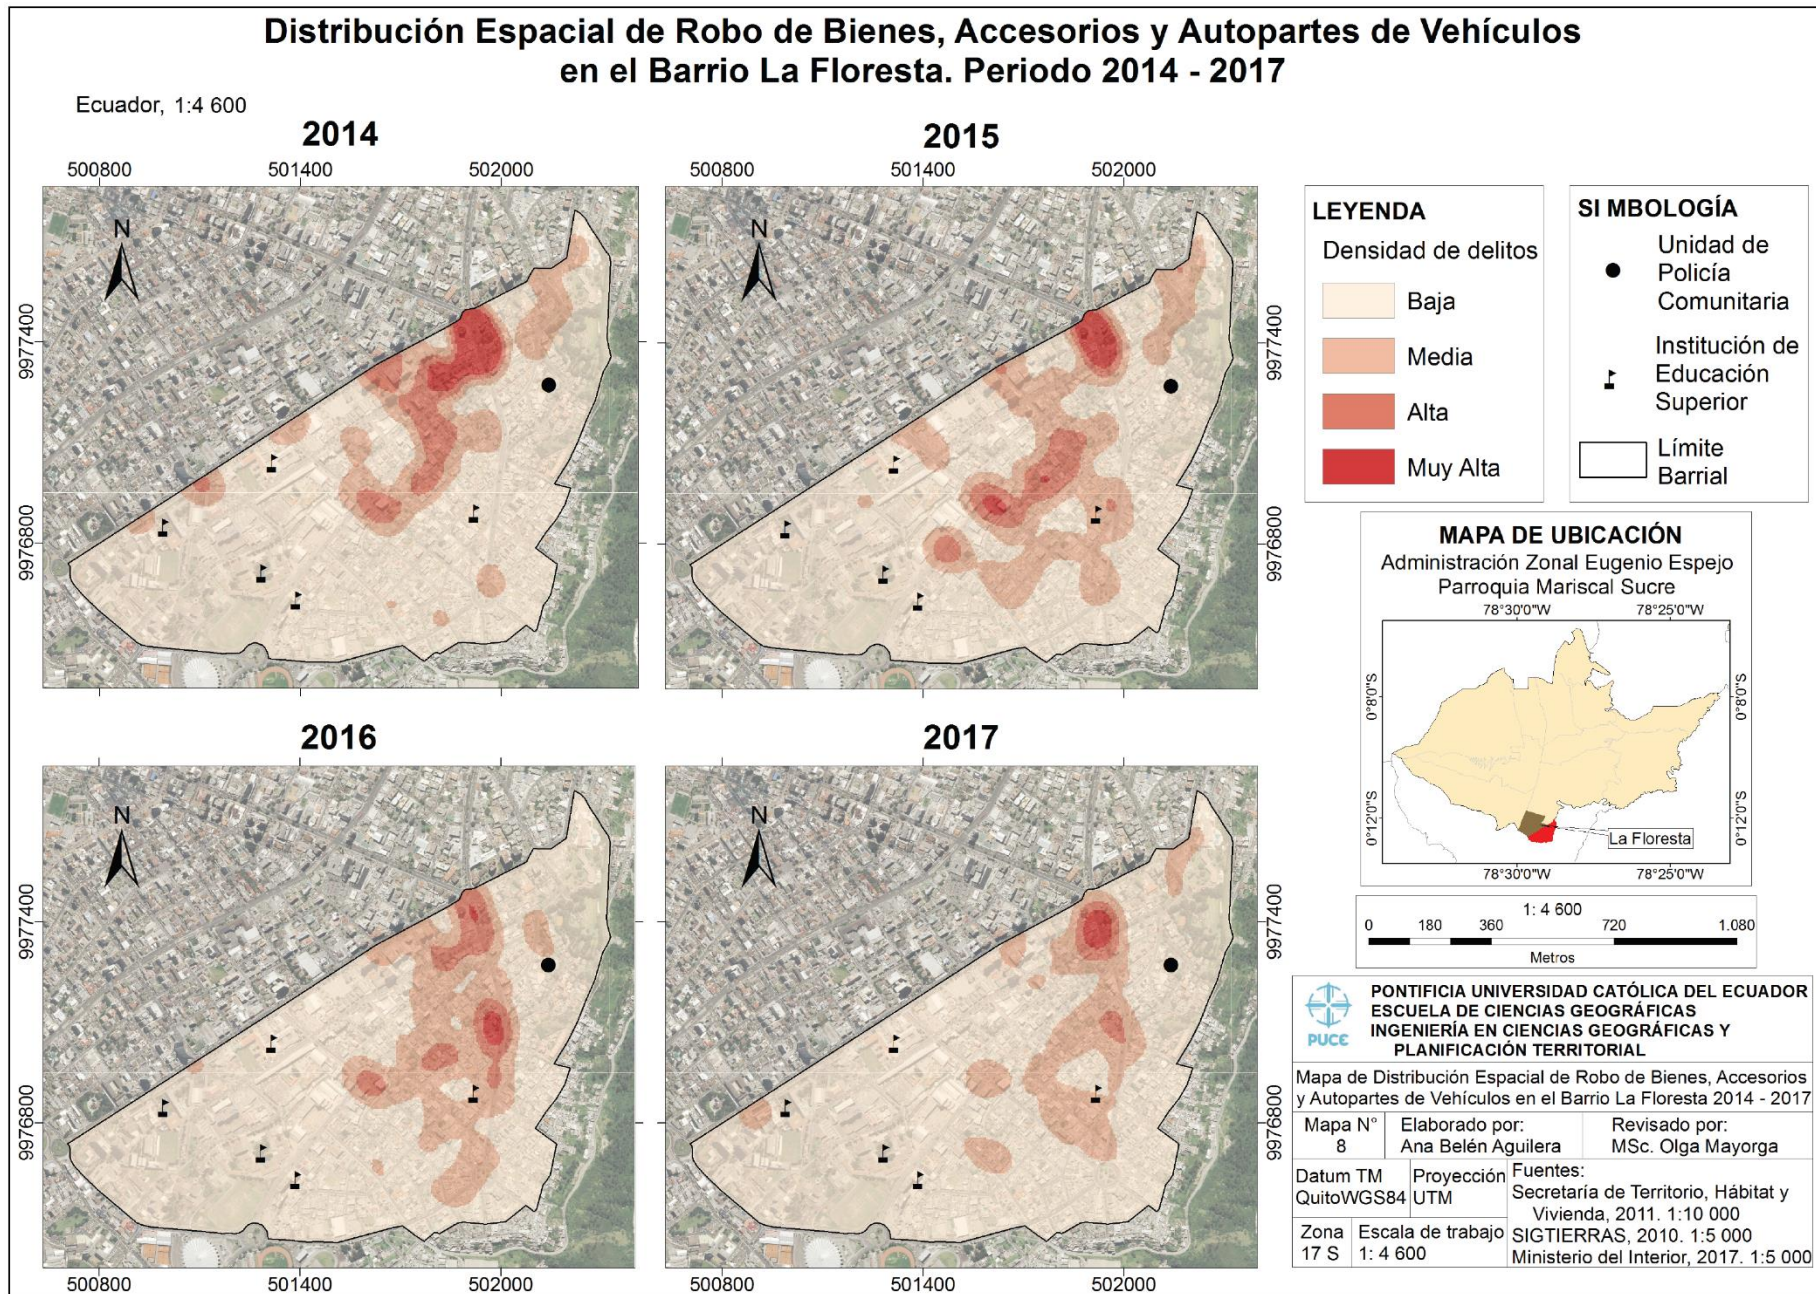 Distribución Espacial de Robo de Bienes, Accesorios y Autopartes de Vehículos
en el Barrio La Floresta. Periodo 2014 - 2017
Ecuador, 1:4 600
2014
500800 501400 502000
9977400
9976800
N
2015
500800 501400 502000
9977400
9976800
N
2016
9977400
9976800
500800 501400 502000
N
2017
9977400
9976800
500800 501400 502000
N
LEYENDA
Densidad de delitos
Baja
Media
Alta
Muy Alta
SI MBOLOGÍA
Unidad de
Policía
Comunitaria
Institución de
Educación
Superior
Límite
Barrial
MAPA DE UBICACIÓN
Administración Zonal Eugenio Espejo
Parroquia Mariscal Sucre
78°30'0"W 78°25'0"W
0°8'0"S 0°8'0"S
0°12'0"S 0°12'0"S
La Floresta
78°30'0"W 78°25'0"W
1: 4 600
0 180 360 720 1.080
Metros
PUCE
PONTIFICIA UNIVERSIDAD CATÓLICA DEL ECUADOR
ESCUELA DE CIENCIAS GEOGRÁFICAS
INGENIERÍA EN CIENCIAS GEOGRÁFICAS Y
PLANIFICACIÓN TERRITORIAL
Mapa de Distribución Espacial de Robo de Bienes, Accesorios
y Autopartes de Vehículos en el Barrio La Floresta 2014 - 2017
Mapa N°
8
Elaborado por:
Ana Belén Aguilera
Revisado por:
MSc. Olga Mayorga
Datum TM
QuitoWGS84
Proyección
UTM
Zona
17 S
Escala de trabajo
1: 4 600
Fuentes:
Secretaría de Territorio, Hábitat y
Vivienda, 2011. 1:10 000
SIGTIERRAS, 2010. 1:5 000
Ministerio del Interior, 2017. 1:5 000